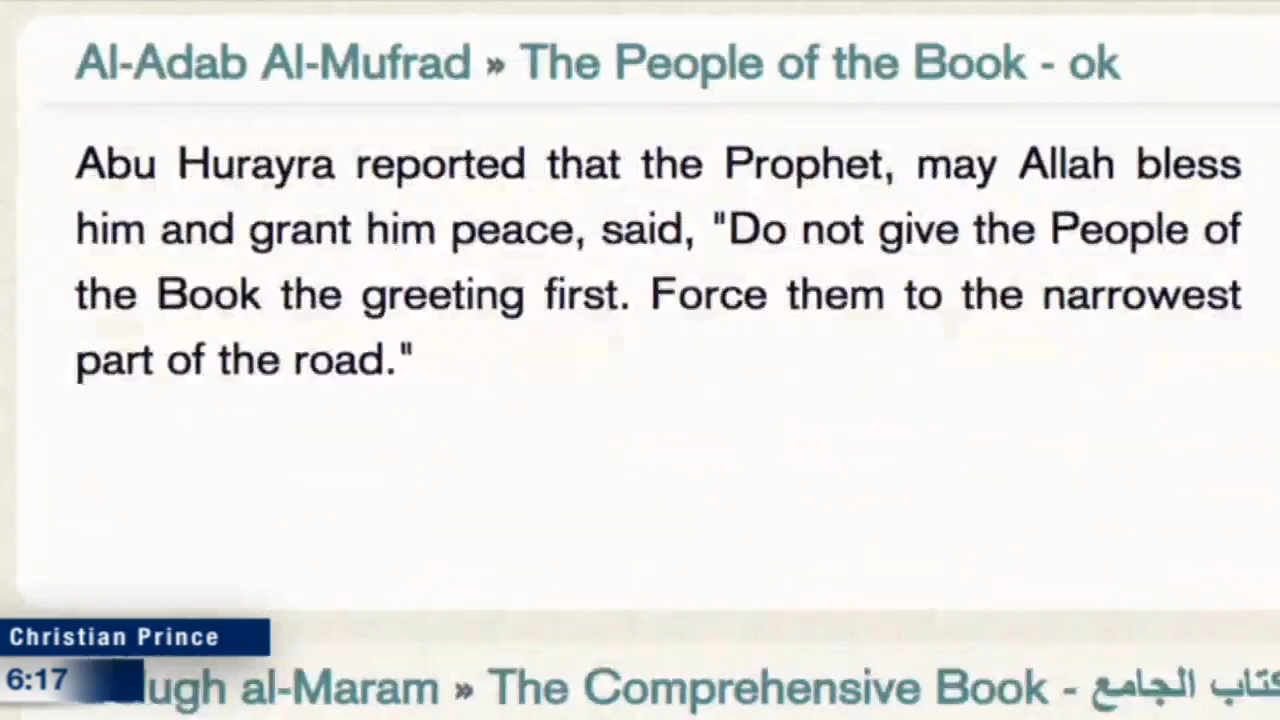 Al-Adab Al-Mufrad » The People of the Book - ok
Abu Hurayra reported that the Prophet, may Allah bless
him and grant him peace, said, "Do not give the People of
the Book the greeting first. Force them to the narrowest
part of the road."
Christian Prince
6:17
ugh al-Maram » The Comprehensive Book - كتاب الجامع